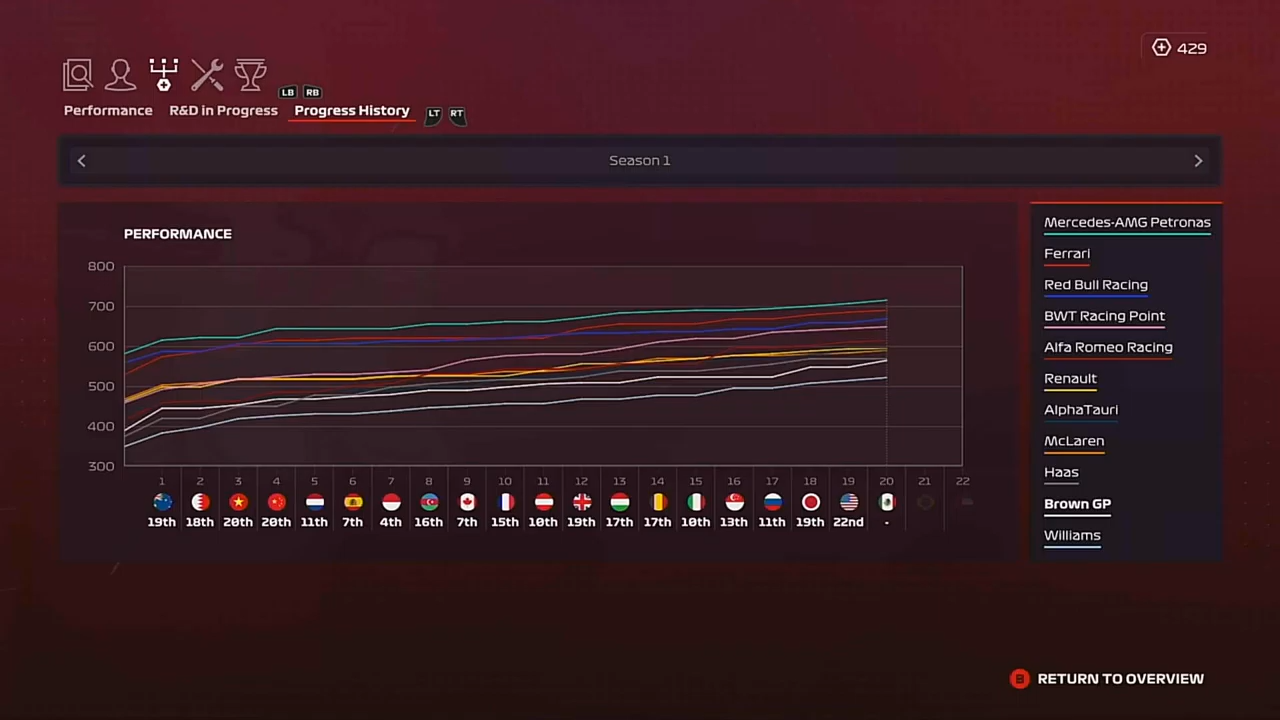 429
LB RB
Performance R&D in Progress Progress History LT RT
Season 1
PERFORMANCE
800
700
600
500
400
300
1 2 3 4 5 6 7 8 9 10 11 12 13 14 15 16 17 18 19 20 21 22
19th 18th 20th 20th 11th 7th 4th 16th 7th 15th 10th 19th 17th 17th 10th 13th 11th 19th 22nd -
Mercedes-AMG Petronas
Ferrari
Red Bull Racing
BWT Racing Point
Alfa Romeo Racing
Renault
AlphaTauri
McLaren
Haas
Brown GP
Williams
B RETURN TO OVERVIEW